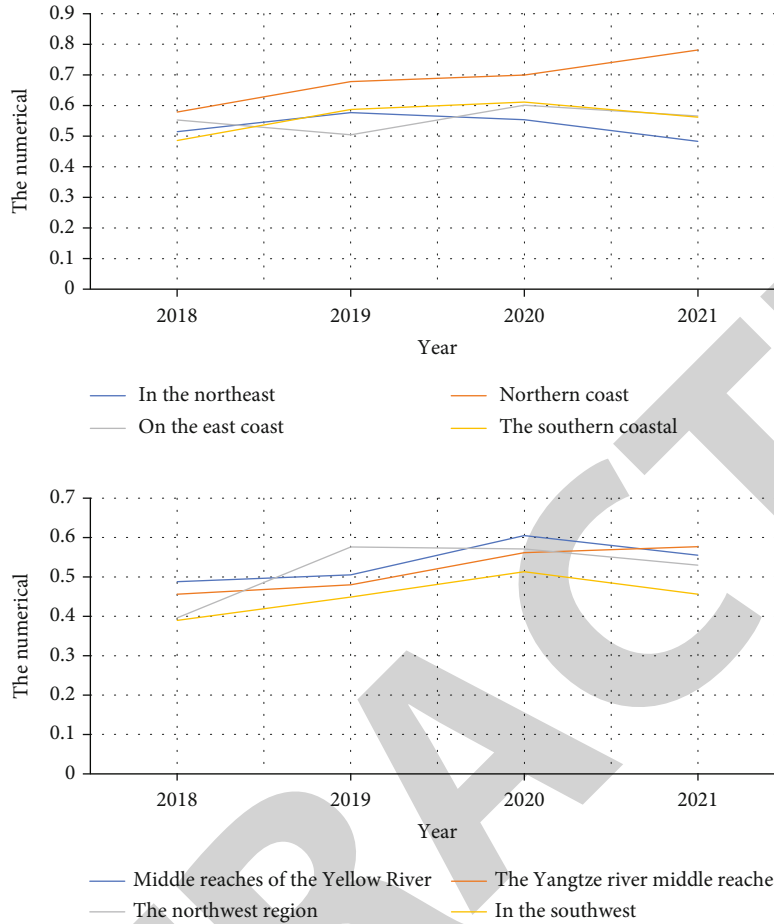 0.9
0.8
0.7
0.6
0.5
0.4
0.3
0.2
0.1
0
The numerical
2018 2019 2020 2021
Year
In the northeast Northern coast
On the east coast The southern coastal
0.7
0.6
0.5
0.4
0.3
0.2
0.1
0
The numerical
2018 2019 2020 2021
Year
Middle reaches of the Yellow River The Yangtze river middle reache
The northwest region In the southwest
RACT